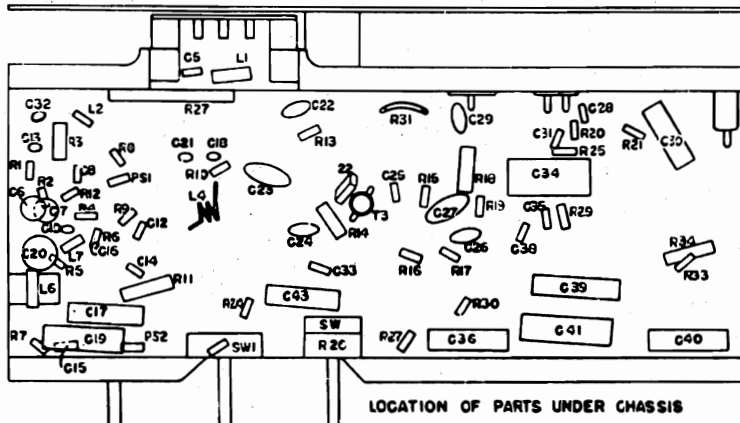 C5 L1
R27
C32
L2
C22
R31
C29
C28
C13
R3
R13
C31
R20
R25
R21
C30
R1
R8
C21
C18
C8
PS1
R10
C23
22
C25
R15
R18
C34
C6
R2
R12
L4
C7
R4
R9
C12
T3
C27
R19
C35
R29
C10
R6
C16
C24
R14
C26
C38
L7
C20
R5
C14
C33
R16
R17
R34
R33
L6
R11
C43
C39
C17
R24
R30
SW
C41
R7
C19
PS2
SW1
R26
R27
C36
C40
C15
LOCATION OF PARTS UNDER CHASSIS